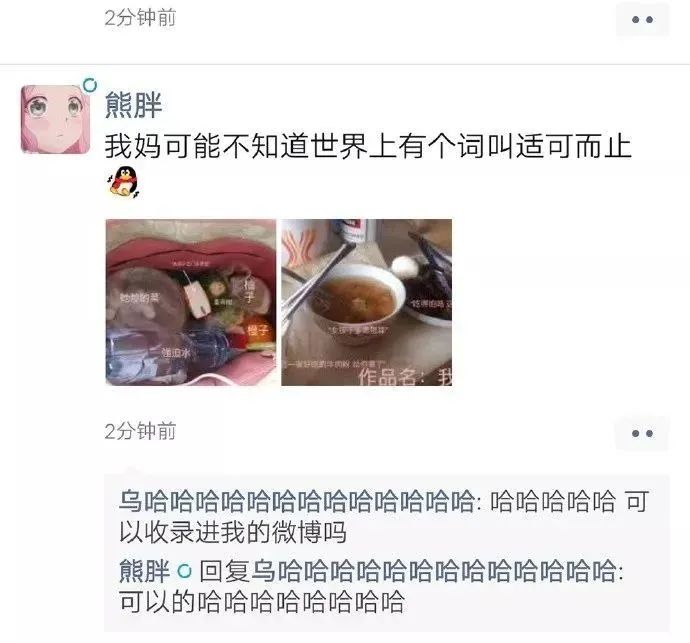 2分钟前
熊胖
我妈可能不知道世界上有个词叫适可而止
她炒的菜
柚子
橙子
强迫水
作品名：我
2分钟前
乌哈哈哈哈哈哈哈哈哈哈哈哈哈: 哈哈哈哈哈 可
以收录进我的微博吗
熊胖 回复乌哈哈哈哈哈哈哈哈哈哈哈哈哈:
可以的哈哈哈哈哈哈哈哈